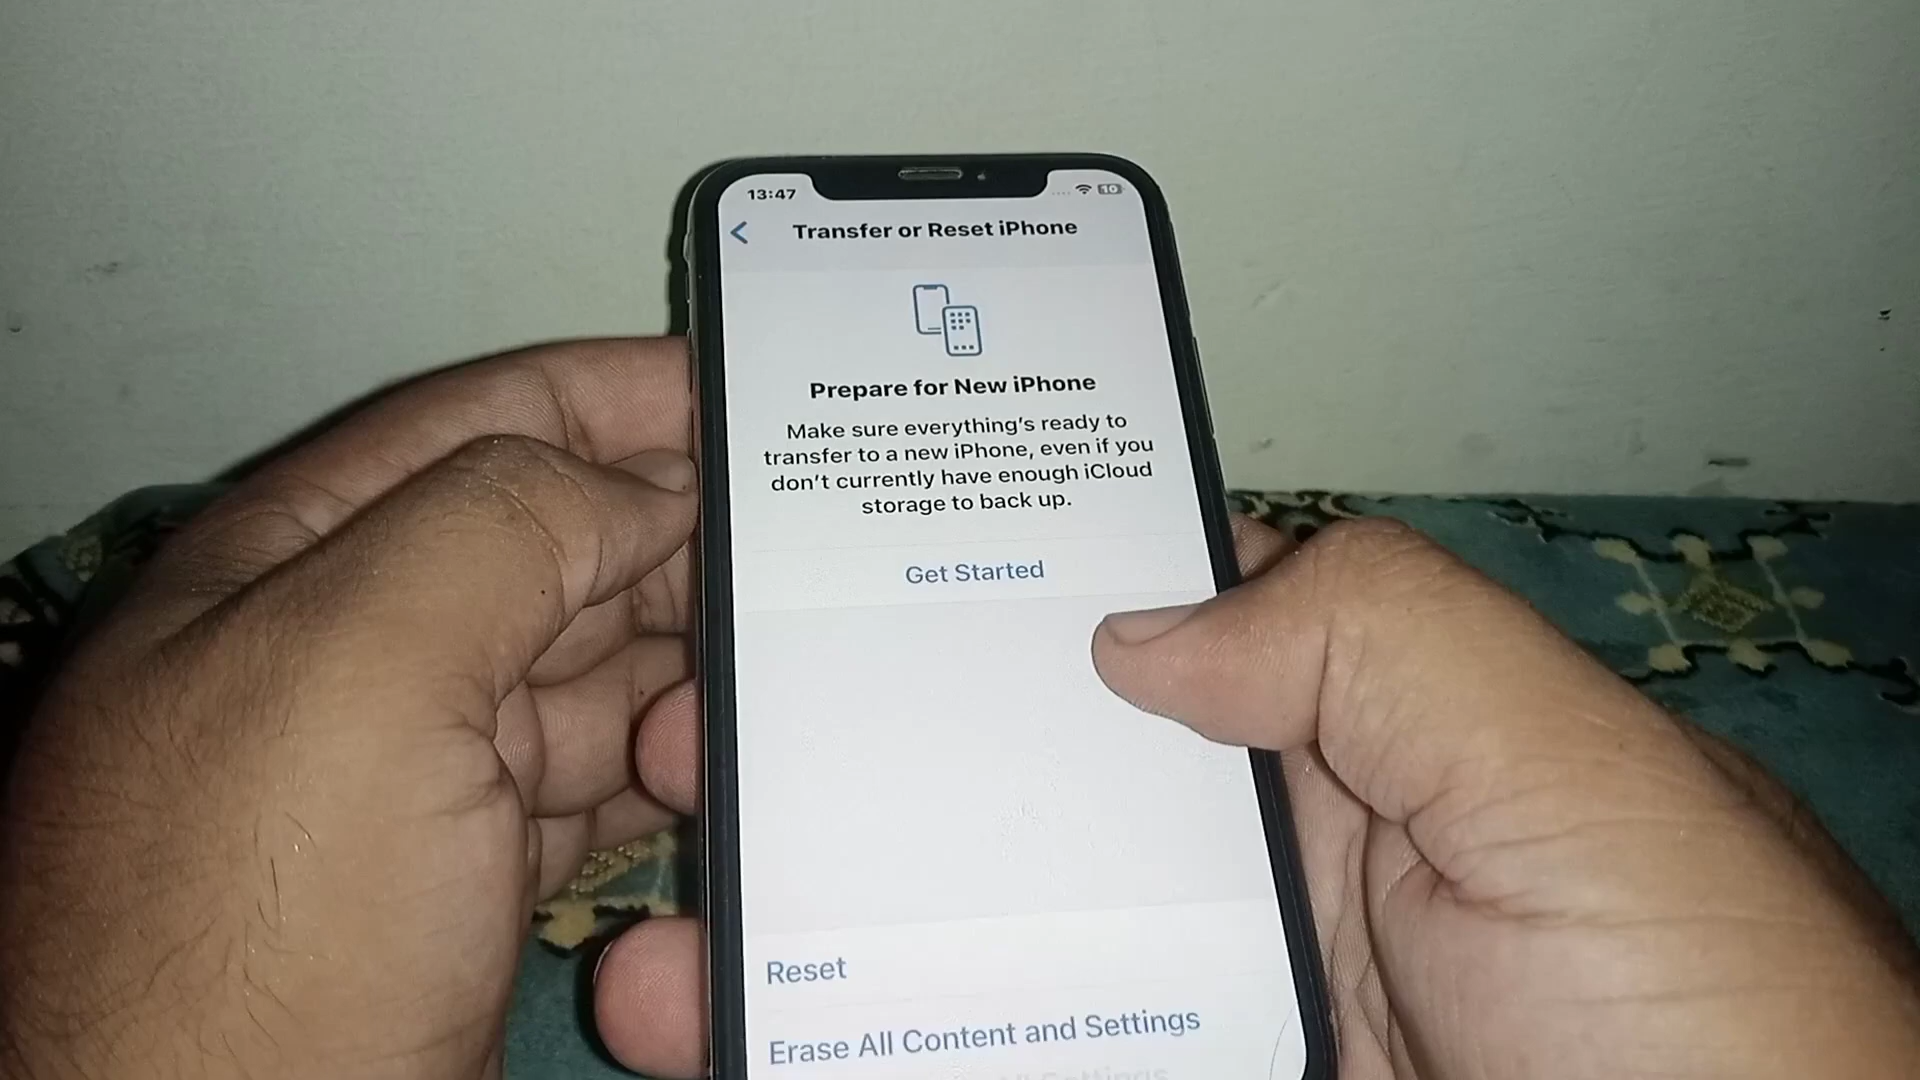 13:47
10
Transfer or Reset iPhone
Prepare for New iPhone
Make sure everything's ready to
transfer to a new iPhone, even if you
don't currently have enough iCloud
storage to back up.
Get Started
Reset
Erase All Content and Settings
Settings